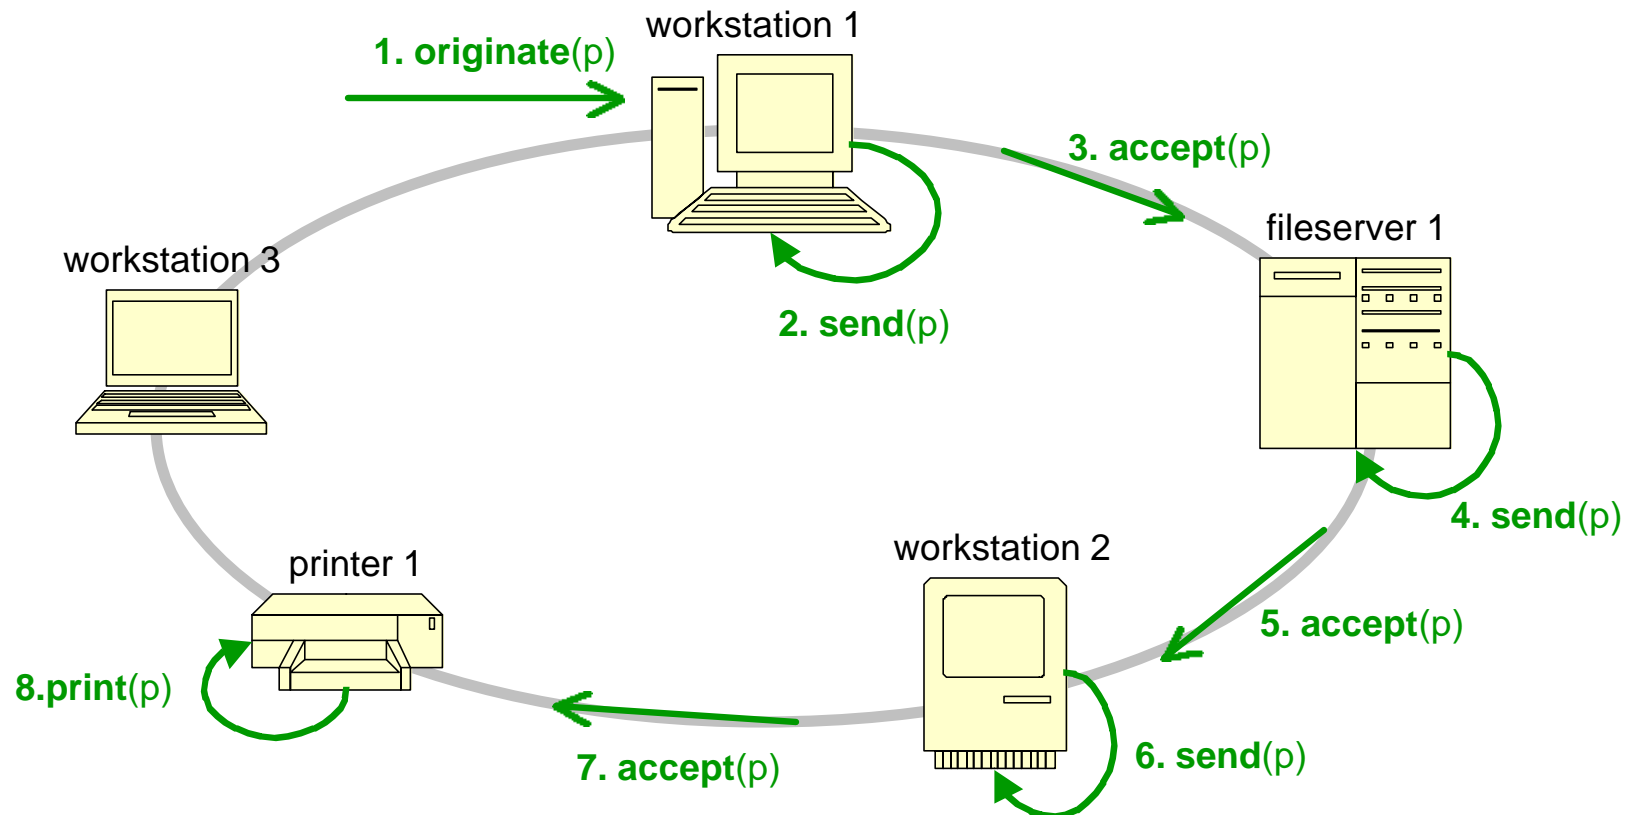 workstation 1
1. originate(p)
3. accept(p)
fileserver 1
workstation 3
2. send(p)
4. send(p)
workstation 2
printer 1
5. accept(p)
8.print(p)
6. send(p)
7. accept(p)